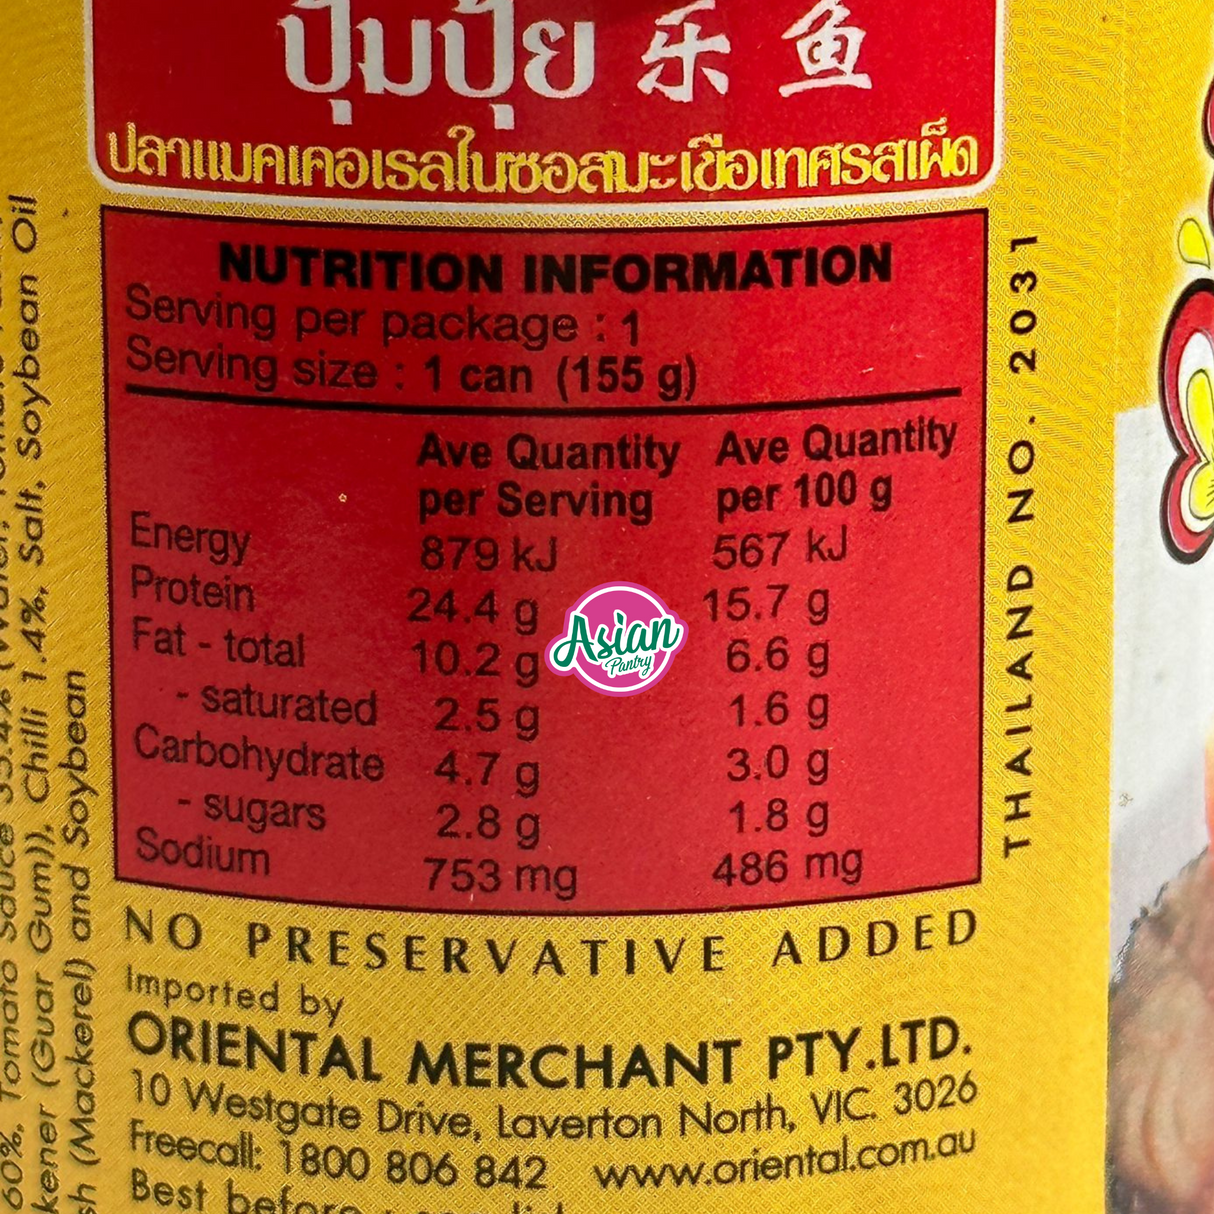 ปุ้มปุ้ย 乐鱼
ปลาแมคเคอเรลในซอสมะเขือเทศรสเผ็ด
NUTRITION INFORMATION
Serving per package : 1
Serving size : 1 can (155 g)
Ave Quantity per Serving Ave Quantity per 100 g
Energy 879 kJ 567 kJ
Protein 24.4 g 15.7 g
Fat - total 10.2 g 6.6 g
- saturated 2.5 g 1.6 g
Carbohydrate 4.7 g 3.0 g
- sugars 2.8 g 1.8 g
Sodium 753 mg 486 mg
Asian
Pantry
NO PRESERVATIVE ADDED
Imported by
ORIENTAL MERCHANT PTY.LTD.
10 Westgate Drive, Laverton North, VIC. 3026
Freecall: 1800 806 842 www.oriental.com.au
Best before
THAILAND NO. 2031
60%, Tomato Sauce
(Guar Gum)), Chilli 1.4%, Salt, Soybean Oil
(Mackerel) and Soybean